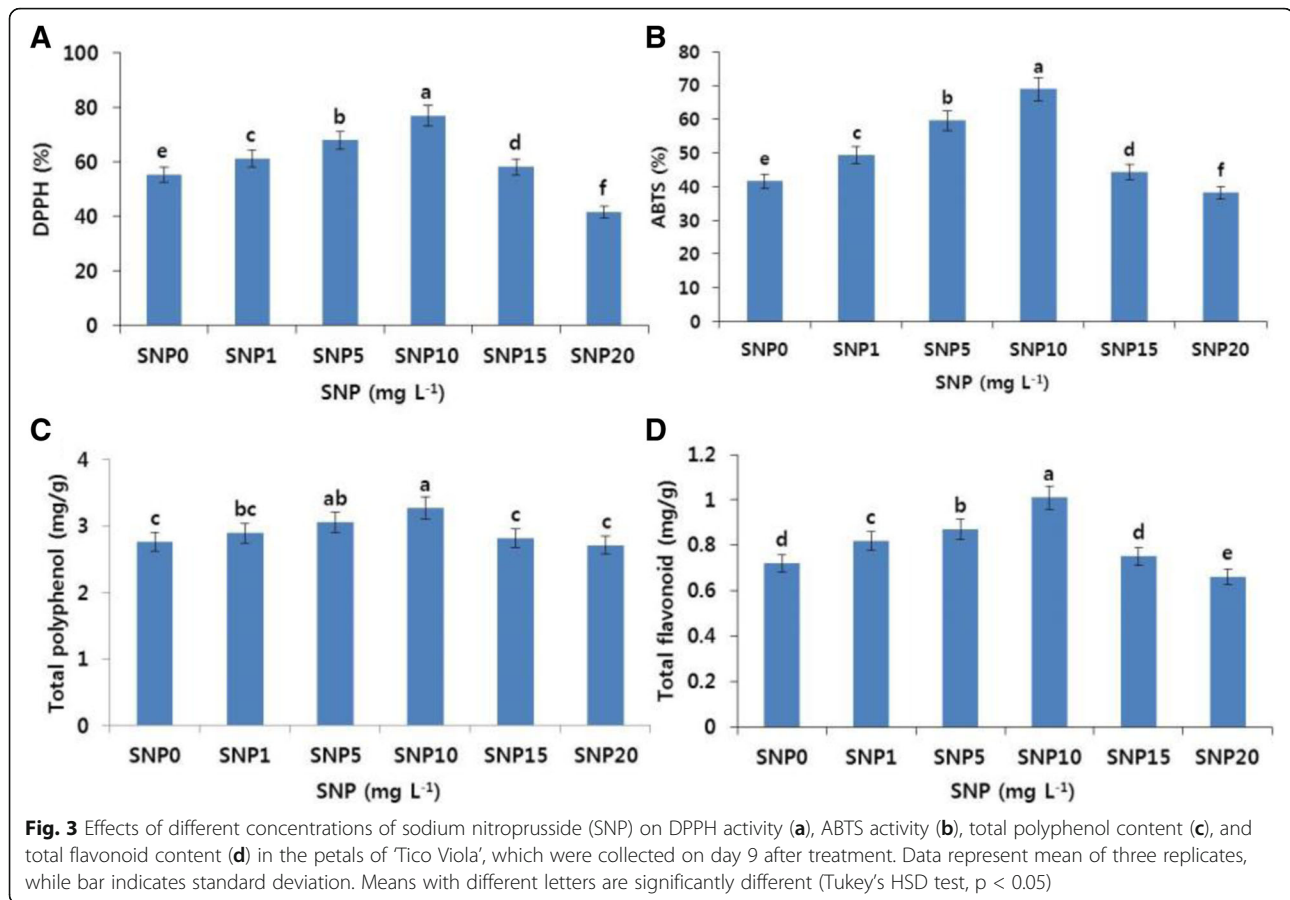 A
100
80
60
40
20
0
DPPH (%)
e
c
b
a
d
f
SNP0 SNP1 SNP5 SNP10 SNP15 SNP20
SNP (mg L-1)
B
80
70
60
50
40
30
20
10
0
ABTS (%)
e
c
b
a
d
f
SNP0 SNP1 SNP5 SNP10 SNP15 SNP20
SNP (mg L-1)
C
4
3
2
1
0
Total polyphenol (mg/g)
c
bc
ab
a
c
c
SNP0 SNP1 SNP5 SNP10 SNP15 SNP20
SNP (mg L-1)
D
1.2
1
0.8
0.6
0.4
0.2
0
Total flavonoid (mg/g)
d
c
b
a
d
e
SNP0 SNP1 SNP5 SNP10 SNP15 SNP20
SNP (mg L-1)
Fig. 3 Effects of different concentrations of sodium nitroprusside (SNP) on DPPH activity (a), ABTS activity (b), total polyphenol content (c), and
total flavonoid content (d) in the petals of ‘Tico Viola’, which were collected on day 9 after treatment. Data represent mean of three replicates,
while bar indicates standard deviation. Means with different letters are significantly different (Tukey’s HSD test, p < 0.05)